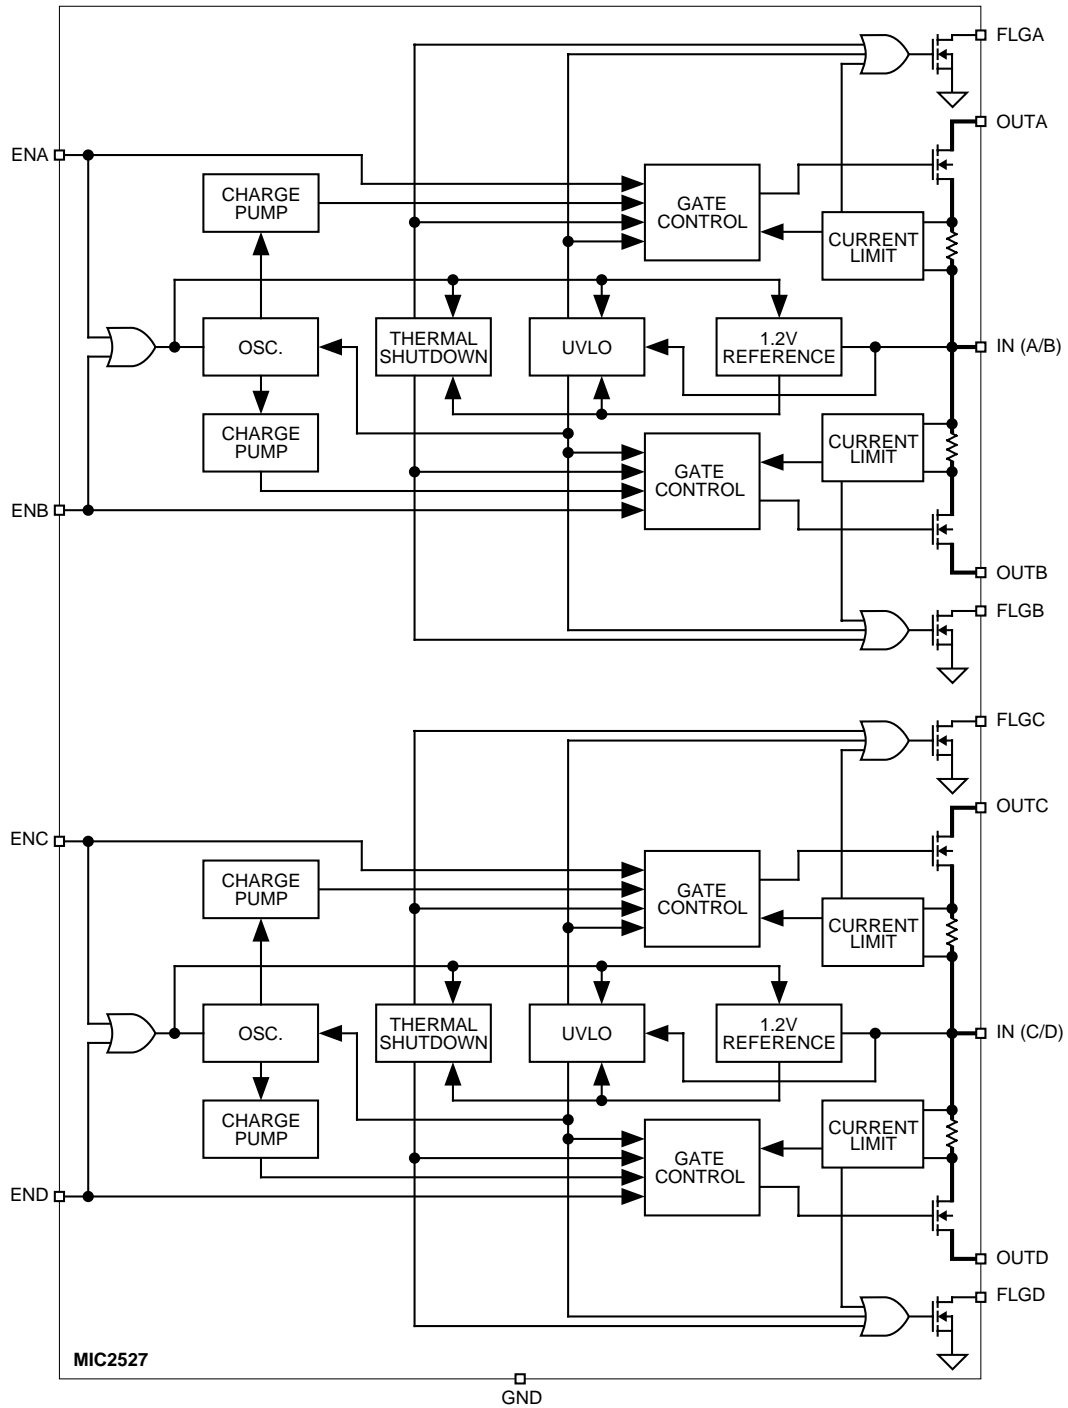 FLGA
OUTA
ENA
CHARGE
PUMP
GATE
CONTROL
CURRENT
LIMIT
OSC.
THERMAL
SHUTDOWN
UVLO
1.2V
REFERENCE
IN (A/B)
CHARGE
PUMP
GATE
CONTROL
CURRENT
LIMIT
ENB
OUTB
FLGB
FLGC
OUTC
ENC
CHARGE
PUMP
GATE
CONTROL
CURRENT
LIMIT
OSC.
THERMAL
SHUTDOWN
UVLO
1.2V
REFERENCE
IN (C/D)
CHARGE
PUMP
GATE
CONTROL
CURRENT
LIMIT
END
OUTD
FLGD
MIC2527
GND